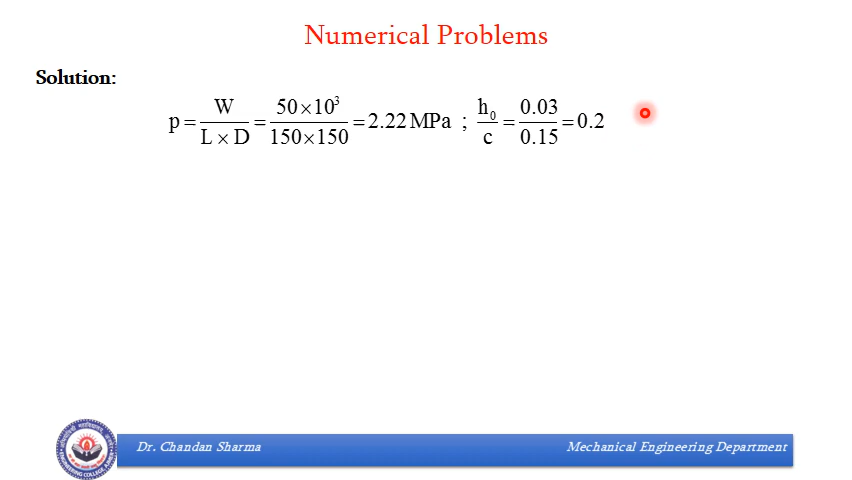 Numerical Problems
Solution:
p = W / (L × D) = 50×10³ / (150×150) = 2.22 MPa ; h₀ / c = 0.03 / 0.15 = 0.2
Dr. Chandan Sharma
Mechanical Engineering Department